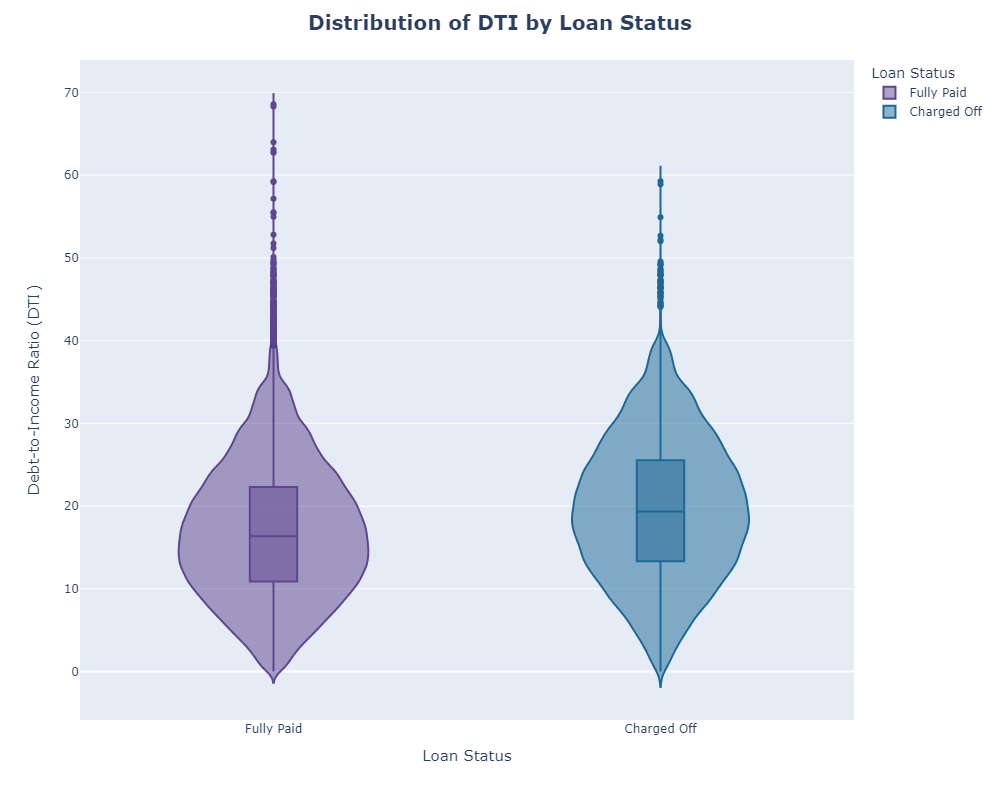 Distribution of DTI by Loan Status
Loan Status
Fully Paid
Charged Off
Debt-to-Income Ratio (DTI)
70
60
50
40
30
20
10
0
Fully Paid
Charged Off
Loan Status